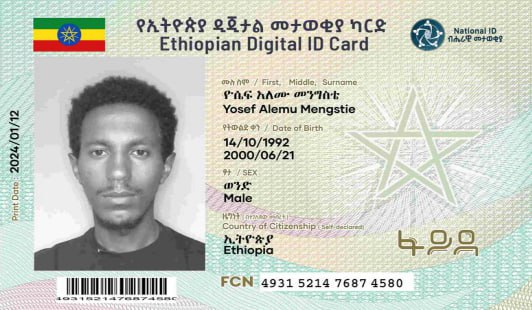 የኢትዮጵያ ዲጂታል መታወቂያ ካርድ
Ethiopian Digital ID Card
National ID
ብሔራዊ መታወቂያ
ሙሉ ስም / First, Middle, Surname
ዮሴፍ አለሙ መንግስቴ
Yosef Alemu Mengstie
የትውልድ ቀን / Date of Birth
14/10/1992
2000/06/21
ፆታ / SEX
ወንድ
Male
ዜግነት
Country of Citizenship (Self-declared)
ኢትዮጵያ
Ethiopia
ፋይዳ
Print Date 2024/01/12
4931521476874580
FCN 4931 5214 7687 4580